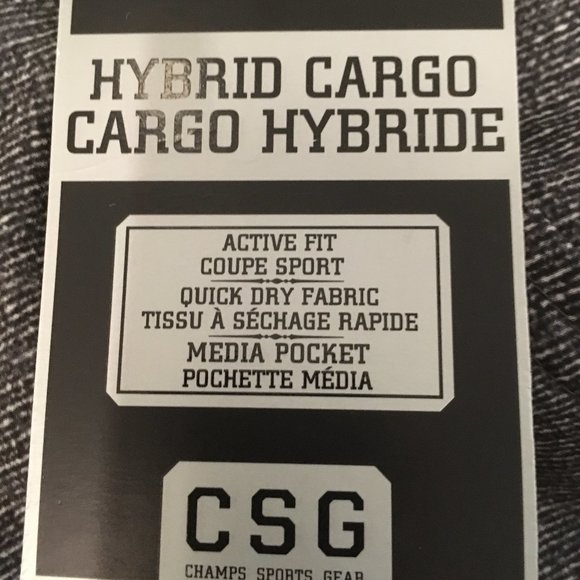 HYBRID CARGO
CARGO HYBRIDE
ACTIVE FIT
COUPE SPORT
QUICK DRY FABRIC
TISSU À SÉCHAGE RAPIDE
MEDIA POCKET
POCHETTE MÉDIA
CSG
CHAMPS SPORTS GEAR